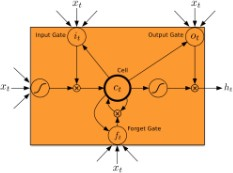 x_t x_t
Input Gate i_t Output Gate o_t
Cell
x_t c_t h_t
Forget Gate
f_t
x_t